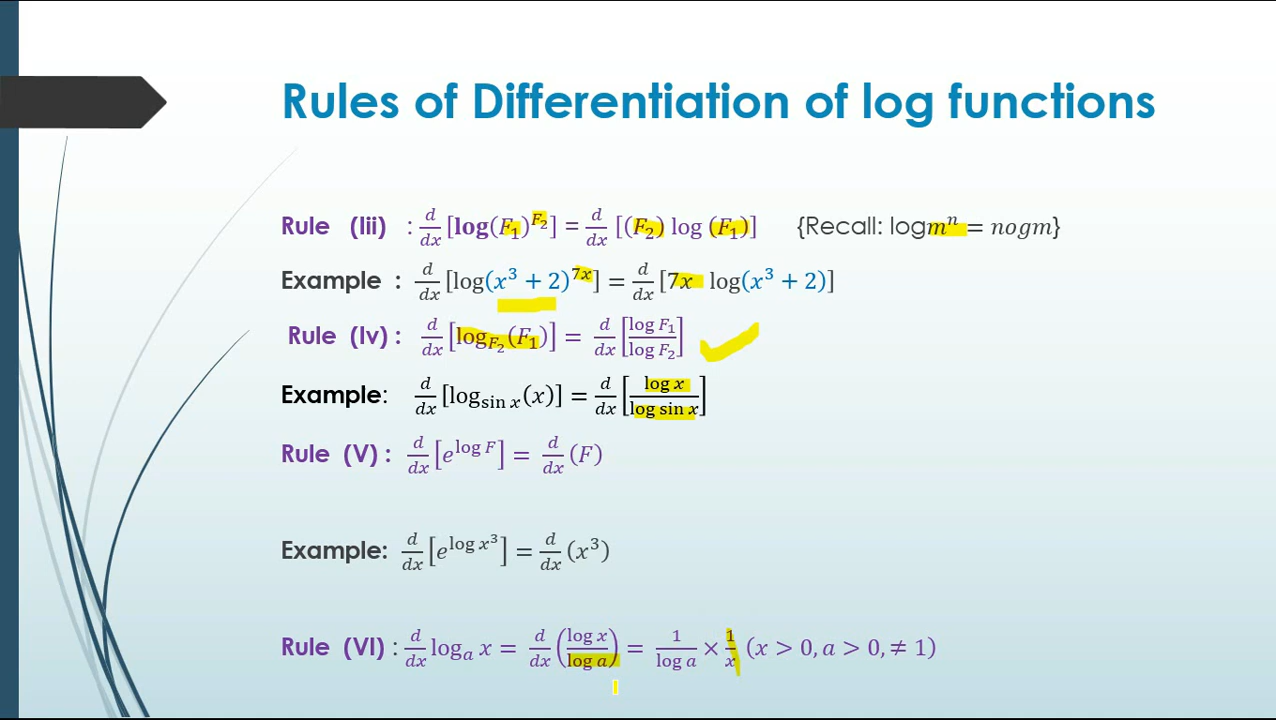 Rules of Differentiation of log functions
Rule (Iii) : d/dx [log(F₁)^F₂] = d/dx [(F₂) log (F₁)] {Recall: logmⁿ = nogm}
Example : d/dx [log(x³ + 2)^7x] = d/dx [7x log(x³ + 2)]
Rule (Iv) : d/dx [log_F₂(F₁)] = d/dx [log F₁/log F₂]
Example: d/dx [log_sin x(x)] = d/dx [log x/log sin x]
Rule (V) : d/dx [e^log F] = d/dx (F)
Example: d/dx [e^log x³] = d/dx (x³)
Rule (VI) : d/dx logₐ x = d/dx (log x/log a) = 1/log a × 1/x (x > 0, a > 0, ≠ 1)